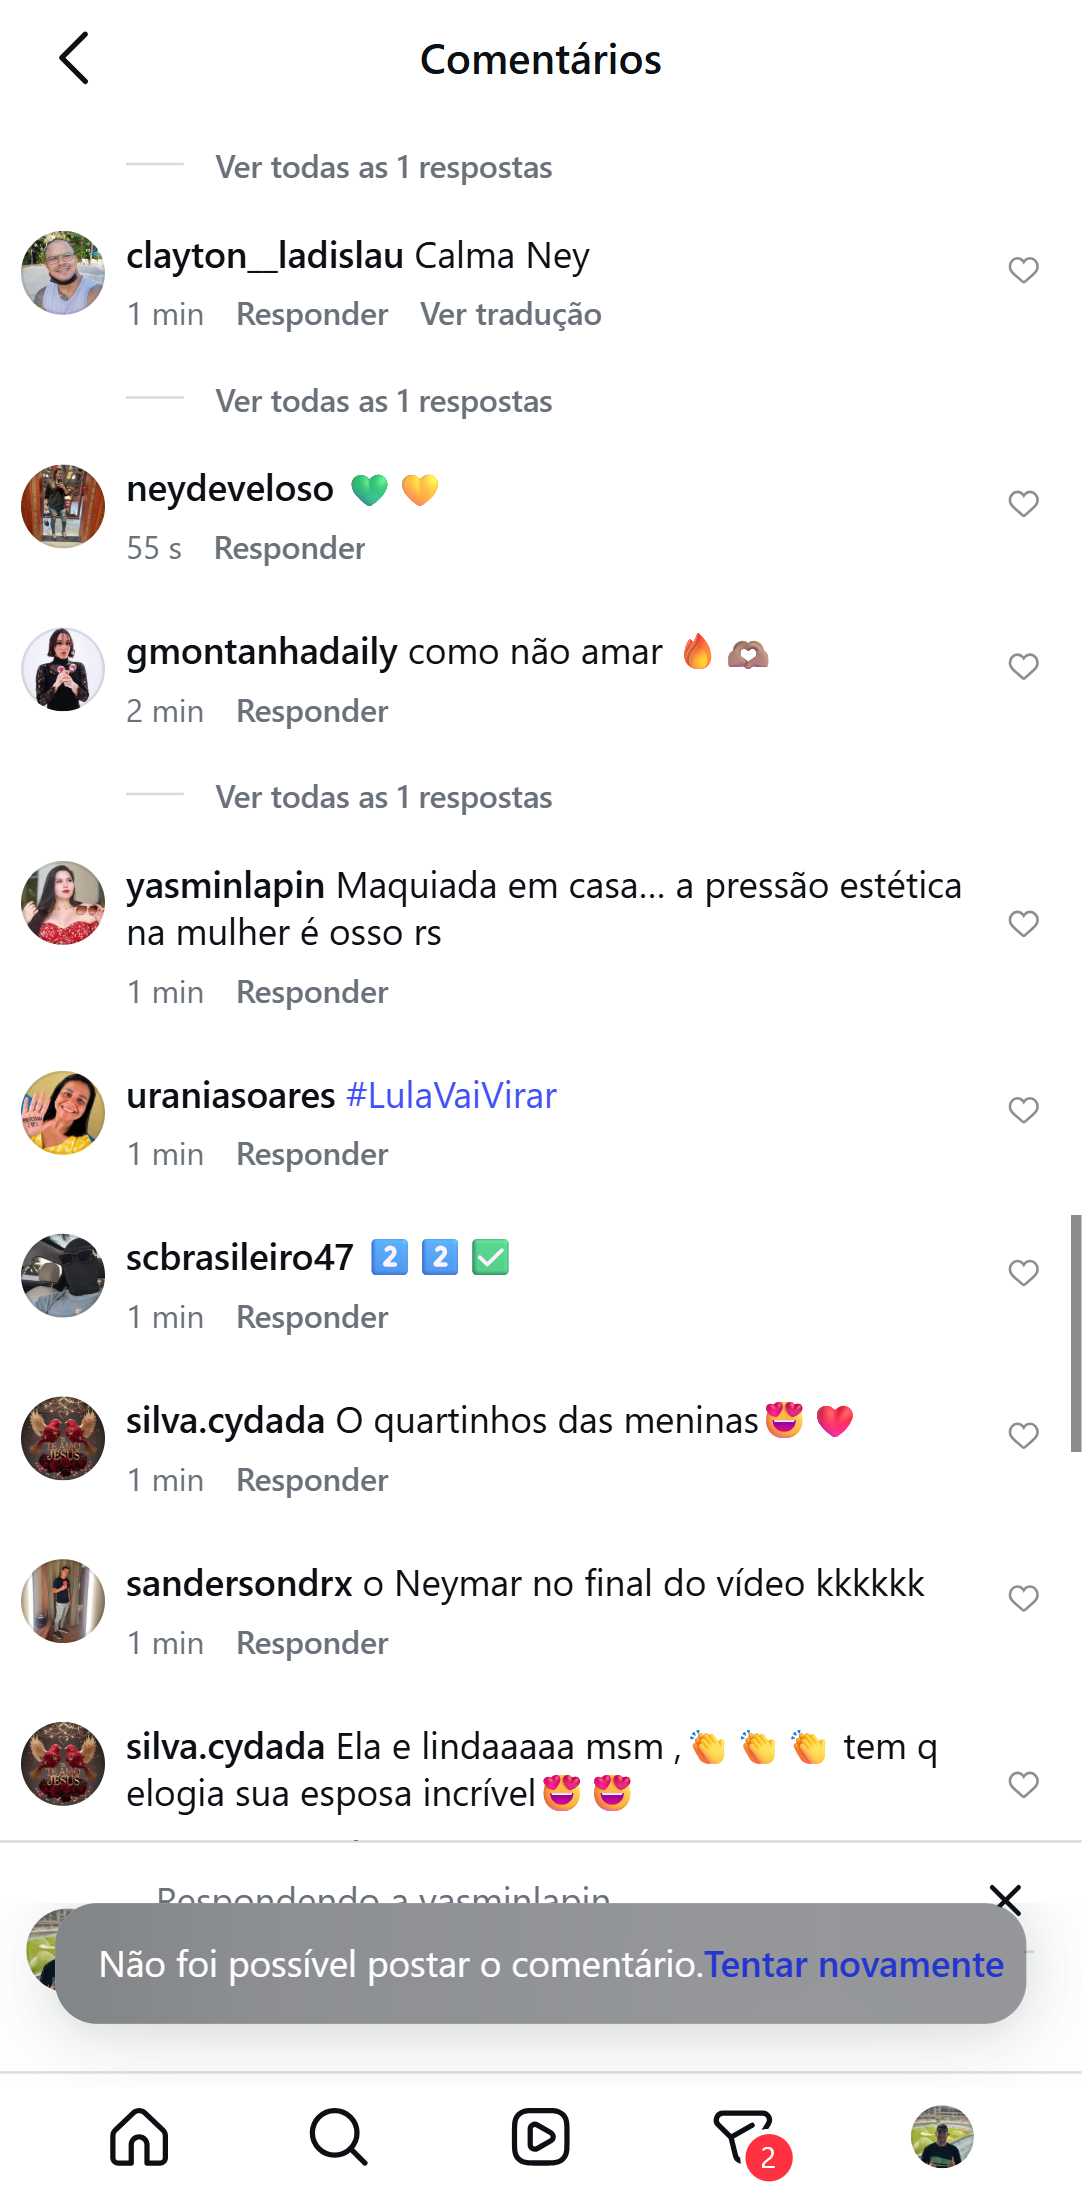 Comentários
Ver todas as 1 respostas
clayton__ladislau Calma Ney
1 min Responder Ver tradução
Ver todas as 1 respostas
neydeveloso 💚 💛
55 s Responder
gmontanhadaily como não amar 🔥 🫶🏽
2 min Responder
Ver todas as 1 respostas
yasminlapin Maquiada em casa... a pressão estética
na mulher é osso rs
1 min Responder
uraniasoares #LulaVaiVirar
1 min Responder
scbrasileiro47 2️⃣ 2️⃣ ✅
1 min Responder
silva.cydada O quartinhos das meninas😍 ❤️
1 min Responder
sandersondrx o Neymar no final do vídeo kkkkkk
1 min Responder
silva.cydada Ela e lindaaaaa msm ,👏 👏 👏 tem q
elogia sua esposa incrível😍 😍
Respondendo a yasminlapin
Não foi possível postar o comentário.Tentar novamente
2